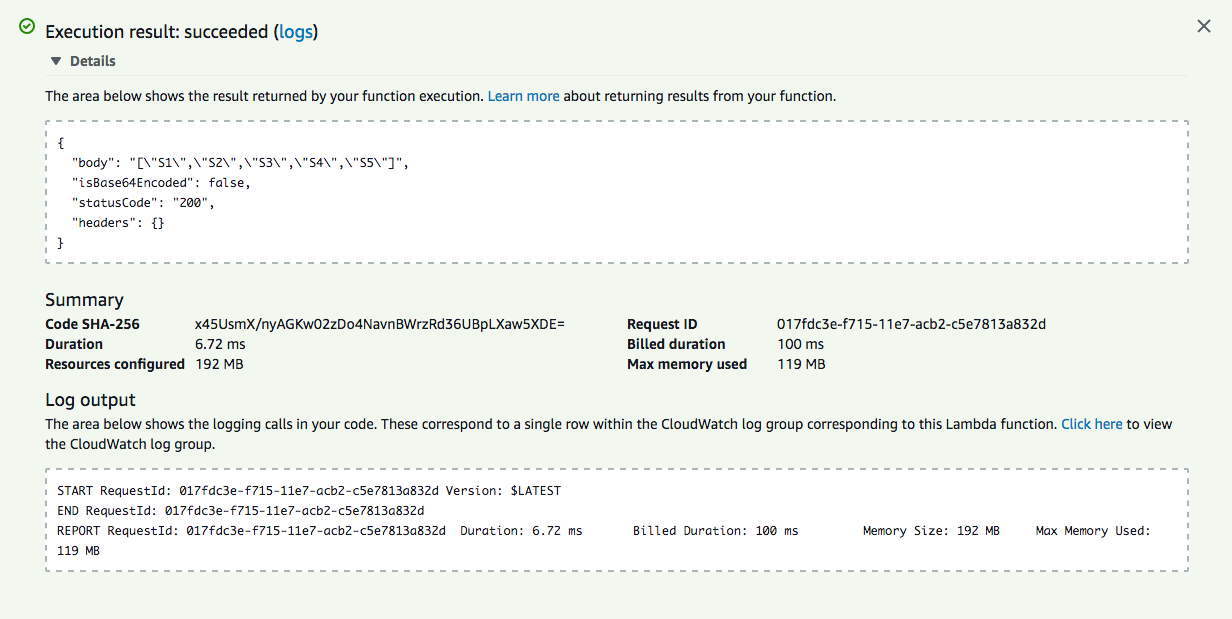 Execution result: succeeded (logs)
Details
The area below shows the result returned by your function execution. Learn more about returning results from your function.
{
  "body": "[\"S1\",\"S2\",\"S3\",\"S4\",\"S5\"]",
  "isBase64Encoded": false,
  "statusCode": "200",
  "headers": {}
}
Summary
Code SHA-256 x45UsmX/nyAGKw02zDo4NavnBWrzRd36UBpLXaw5XDE= Request ID 017fdc3e-f715-11e7-acb2-c5e7813a832d
Duration 6.72 ms Billed duration 100 ms
Resources configured 192 MB Max memory used 119 MB
Log output
The area below shows the logging calls in your code. These correspond to a single row within the CloudWatch log group corresponding to this Lambda function. Click here to view
the CloudWatch log group.
START RequestId: 017fdc3e-f715-11e7-acb2-c5e7813a832d Version: $LATEST
END RequestId: 017fdc3e-f715-11e7-acb2-c5e7813a832d
REPORT RequestId: 017fdc3e-f715-11e7-acb2-c5e7813a832d Duration: 6.72 ms Billed Duration: 100 ms Memory Size: 192 MB Max Memory Used:
119 MB